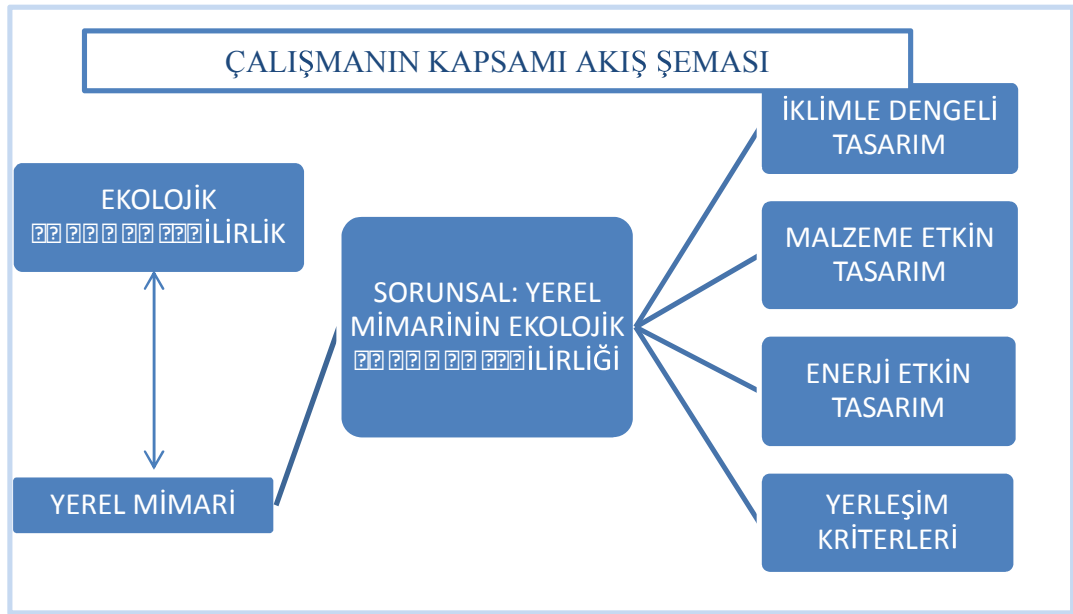 ÇALIŞMANIN KAPSAMI AKIŞ ŞEMASI
EKOLOJİK
İLİRLİK
YEREL MİMARİ
SORUNSAL: YEREL
MİMARİNİN EKOLOJİK
İLİRLİĞİ
İKLİMLE DENGELİ
TASARIM
MALZEME ETKİN
TASARIM
ENERJİ ETKİN
TASARIM
YERLEŞİM
KRİTERLERİ